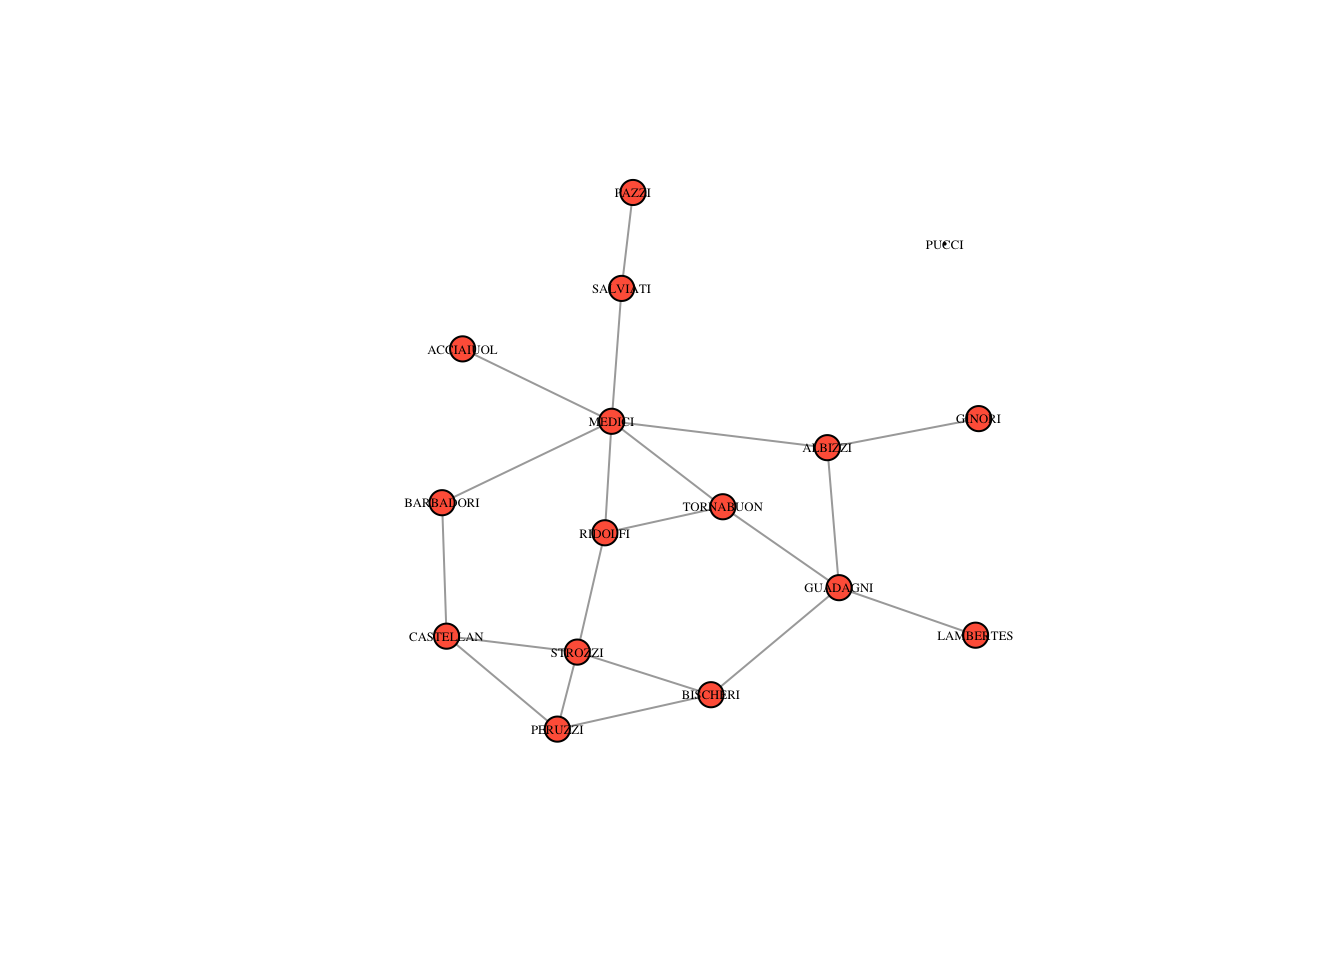 PAZZI
PUCCI
SALVIATI
ACCIAIUOL
GINORI
MEDICI
ALBIZZI
BARBADORI
TORNABUON
RIDOLFI
GUADAGNI
LAMBERTES
CASTELLAN
STROZZI
BISCHERI
PERUZZI